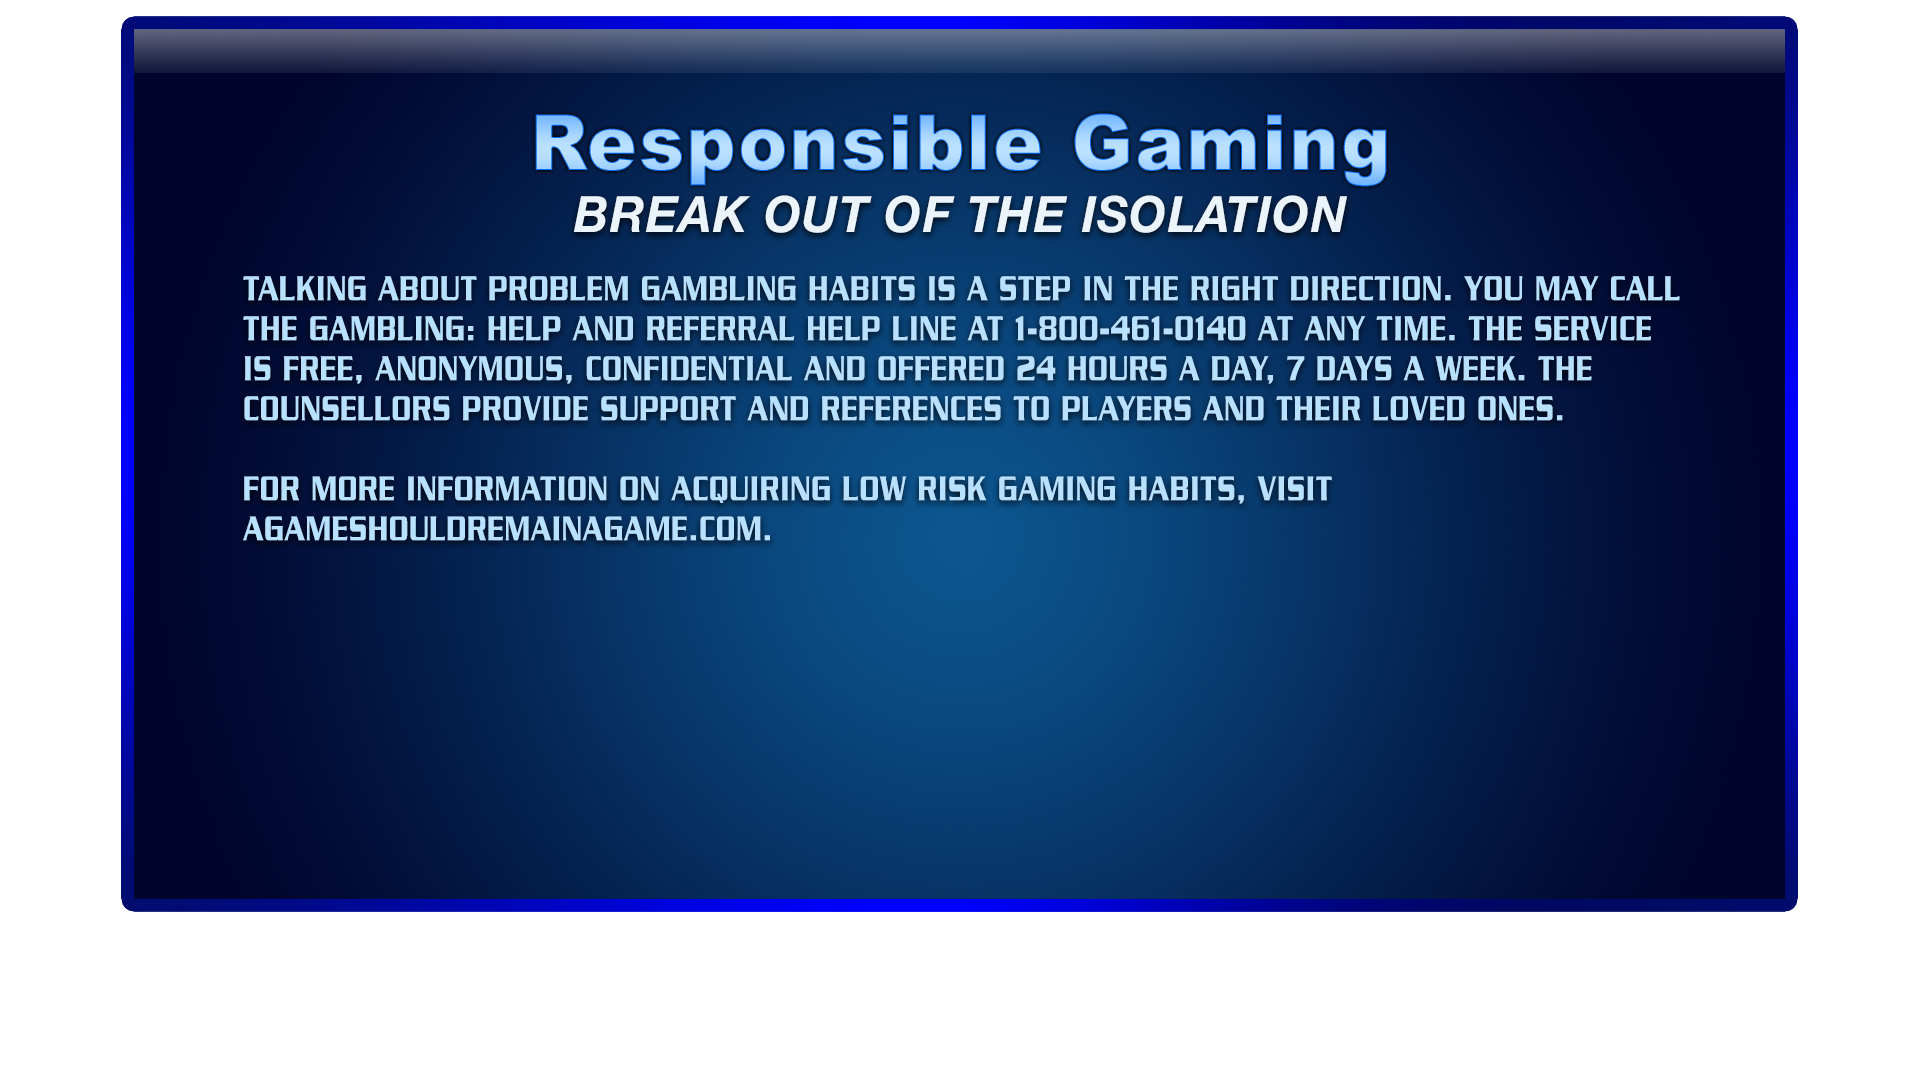 Responsible Gaming
BREAK OUT OF THE ISOLATION
TALKING ABOUT PROBLEM GAMBLING HABITS IS A STEP IN THE RIGHT DIRECTION. YOU MAY CALL
THE GAMBLING: HELP AND REFERRAL HELP LINE AT 1-800-461-0140 AT ANY TIME. THE SERVICE
IS FREE, ANONYMOUS, CONFIDENTIAL AND OFFERED 24 HOURS A DAY, 7 DAYS A WEEK. THE
COUNSELLORS PROVIDE SUPPORT AND REFERENCES TO PLAYERS AND THEIR LOVED ONES.
FOR MORE INFORMATION ON ACQUIRING LOW RISK GAMING HABITS, VISIT
AGAMESHOULDREMAINAGAME.COM.